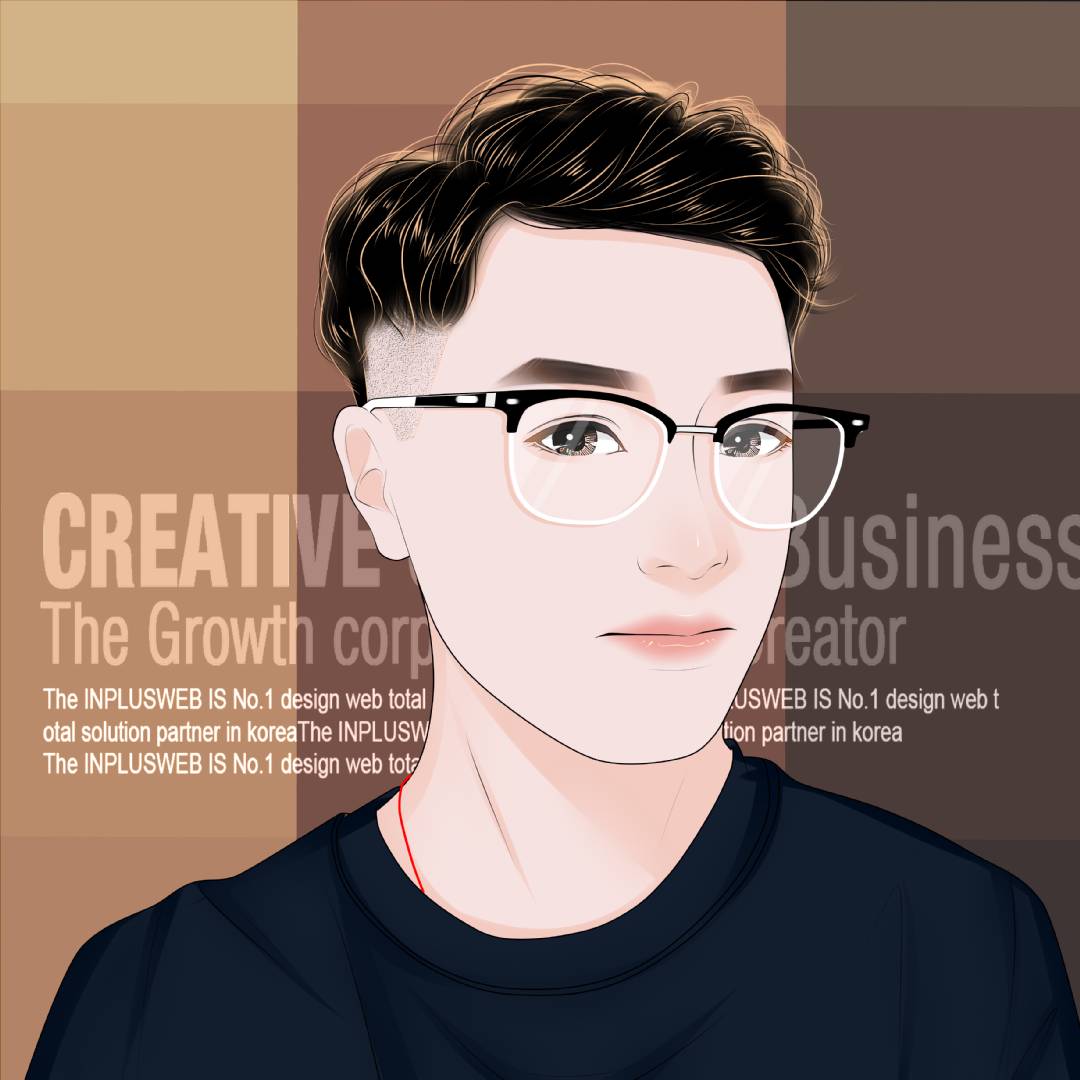 CREATIVE Business
The Growth corp reator
The INPLUSWEB IS No.1 design web total USWEB IS No.1 design web t
otal solution partner in koreaThe INPLUSW tion partner in korea
The INPLUSWEB IS No.1 design web tota